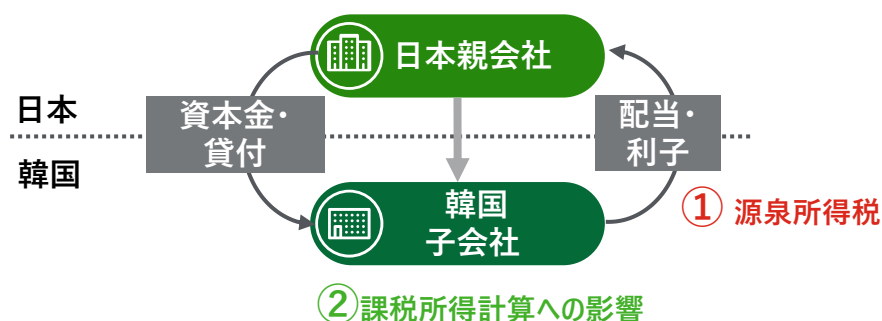 日本親会社
日本
資本金・
貸付
配当・
利子
韓国
韓国
子会社
① 源泉所得税
②課税所得計算への影響